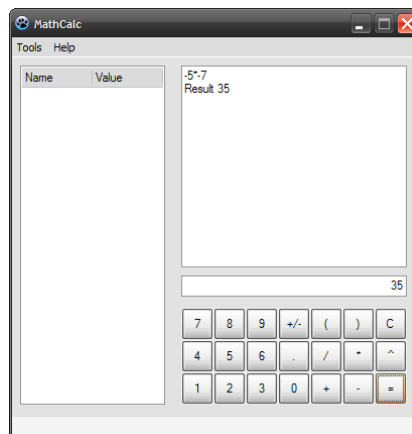 MathCalc
Tools Help
Name Value
-5*-7
Result 35
35
7 8 9 +/- ( ) C
4 5 6 . / * ^
1 2 3 0 + - =